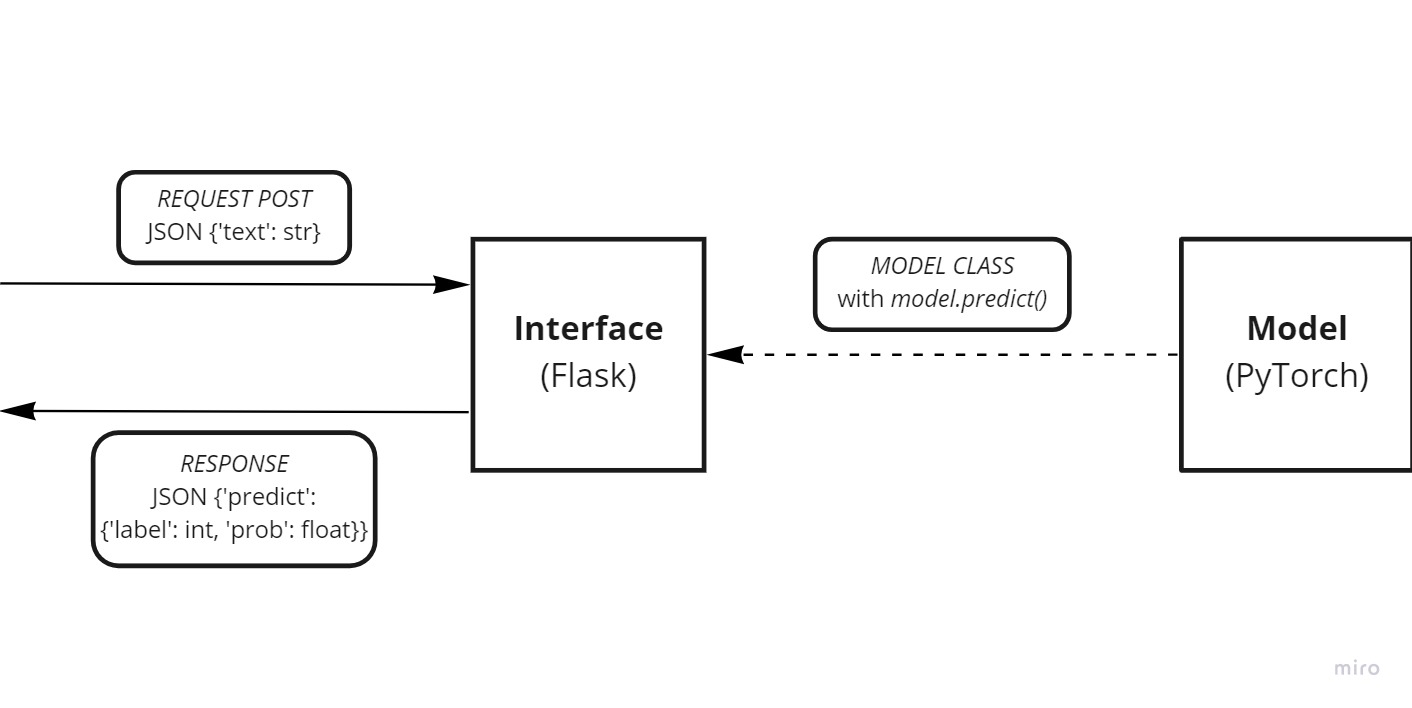 REQUEST POST
JSON {'text': str}
Interface
(Flask)
MODEL CLASS
with model.predict()
Model
(PyTorch)
RESPONSE
JSON {'predict':
{'label': int, 'prob': float}}
miro